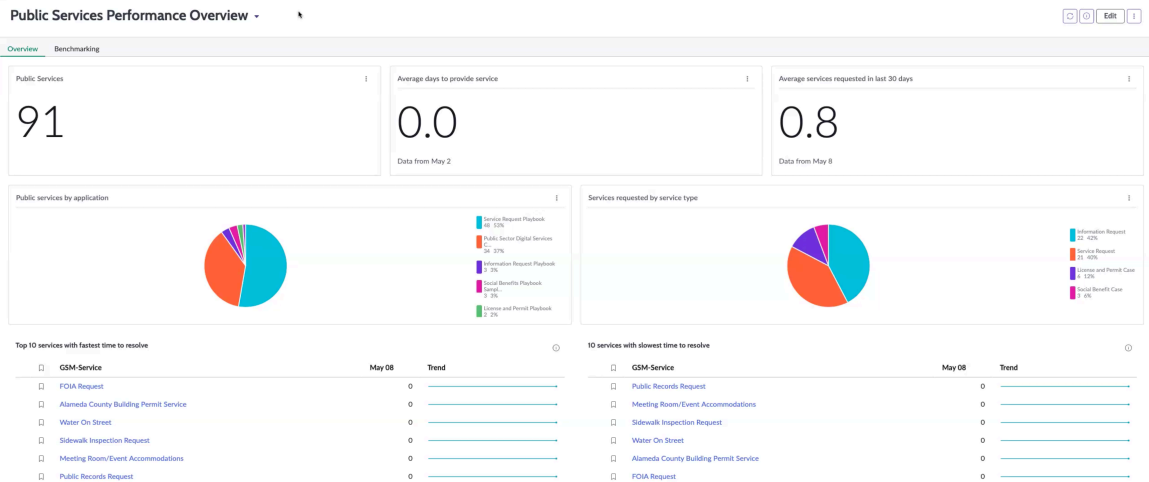 Public Services Performance Overview
Edit
Overview
Benchmarking
Public Services
91
Average days to provide service
0.0
Data from May 2
Average services requested in last 30 days
0.8
Data from May 8
Public services by application
Service Request Playbook
48 53%
Public Sector Digital Services
C...
34 37%
Information Request Playbook
3 3%
Social Benefits Playbook
Sampl...
3 3%
License and Permit Playbook
2 2%
Services requested by service type
Information Request
22 42%
Service Request
21 40%
License and Permit Case
6 12%
Social Benefit Case
3 6%
Top 10 services with fastest time to resolve
GSM-Service May 08 Trend
FOIA Request 0
Alameda County Building Permit Service 0
Water On Street 0
Sidewalk Inspection Request 0
Meeting Room/Event Accommodations 0
Public Records Request 0
10 services with slowest time to resolve
GSM-Service May 08 Trend
Public Records Request 0
Meeting Room/Event Accommodations 0
Sidewalk Inspection Request 0
Water On Street 0
Alameda County Building Permit Service 0
FOIA Request 0